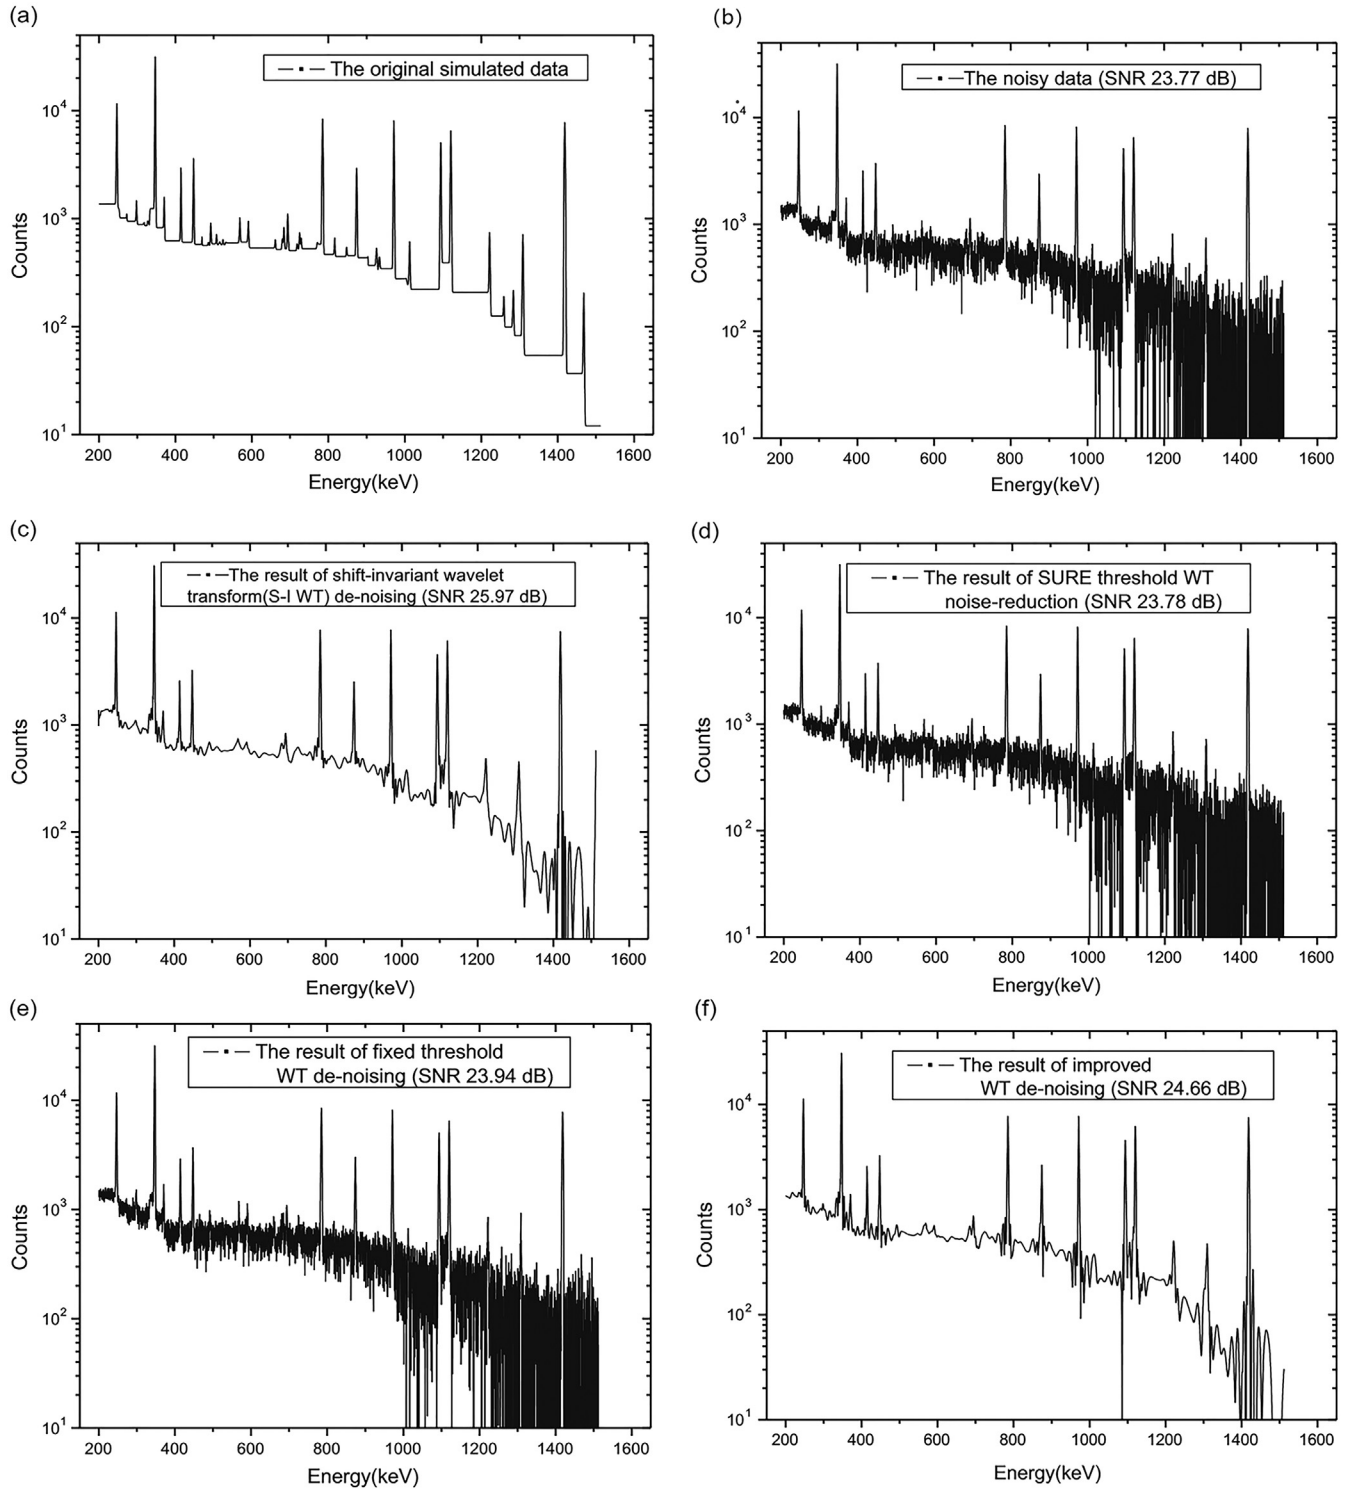 (a)
The original simulated data
10⁴
10³
10²
10¹
Counts
200 400 600 800 1000 1200 1400 1600
Energy(keV)
(b)
The noisy data (SNR 23.77 dB)
10⁴
10³
10²
10¹
Counts
200 400 600 800 1000 1200 1400 1600
Energy(keV)
(c)
The result of shift-invariant wavelet
transform(S-I WT) de-noising (SNR 25.97 dB)
10⁴
10³
10²
10¹
Counts
200 400 600 800 1000 1200 1400 1600
Energy(keV)
(d)
The result of SURE threshold WT
noise-reduction (SNR 23.78 dB)
10⁴
10³
10²
10¹
Counts
200 400 600 800 1000 1200 1400 1600
Energy(keV)
(e)
The result of fixed threshold
WT de-noising (SNR 23.94 dB)
10⁴
10³
10²
10¹
Counts
200 400 600 800 1000 1200 1400 1600
Energy(keV)
(f)
The result of improved
WT de-noising (SNR 24.66 dB)
10⁴
10³
10²
10¹
Counts
200 400 600 800 1000 1200 1400 1600
Energy(keV)